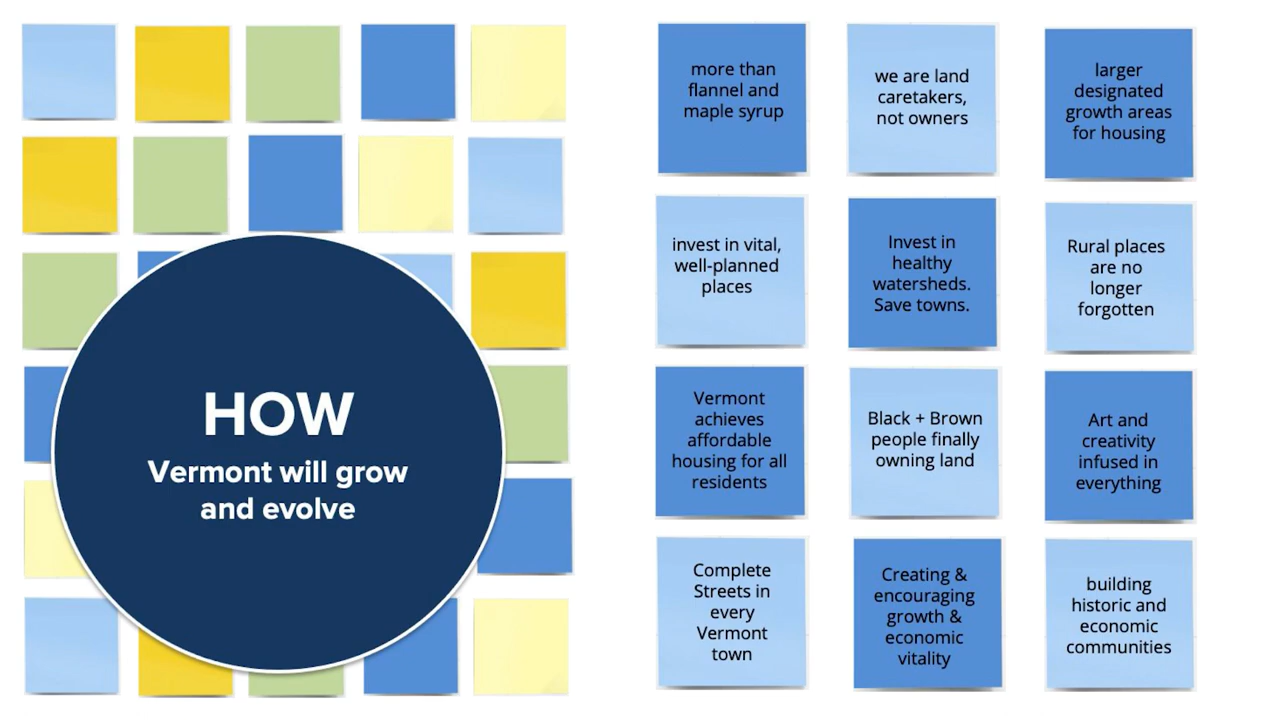 HOW
Vermont will grow
and evolve
more than
flannel and
maple syrup
we are land
caretakers,
not owners
larger
designated
growth areas
for housing
invest in vital,
well-planned
places
Invest in
healthy
watersheds.
Save towns.
Rural places
are no
longer
forgotten
Vermont
achieves
affordable
housing for all
residents
Black + Brown
people finally
owning land
Art and
creativity
infused in
everything
Complete
Streets in
every
Vermont
town
Creating &
encouraging
growth &
economic
vitality
building
historic and
economic
communities